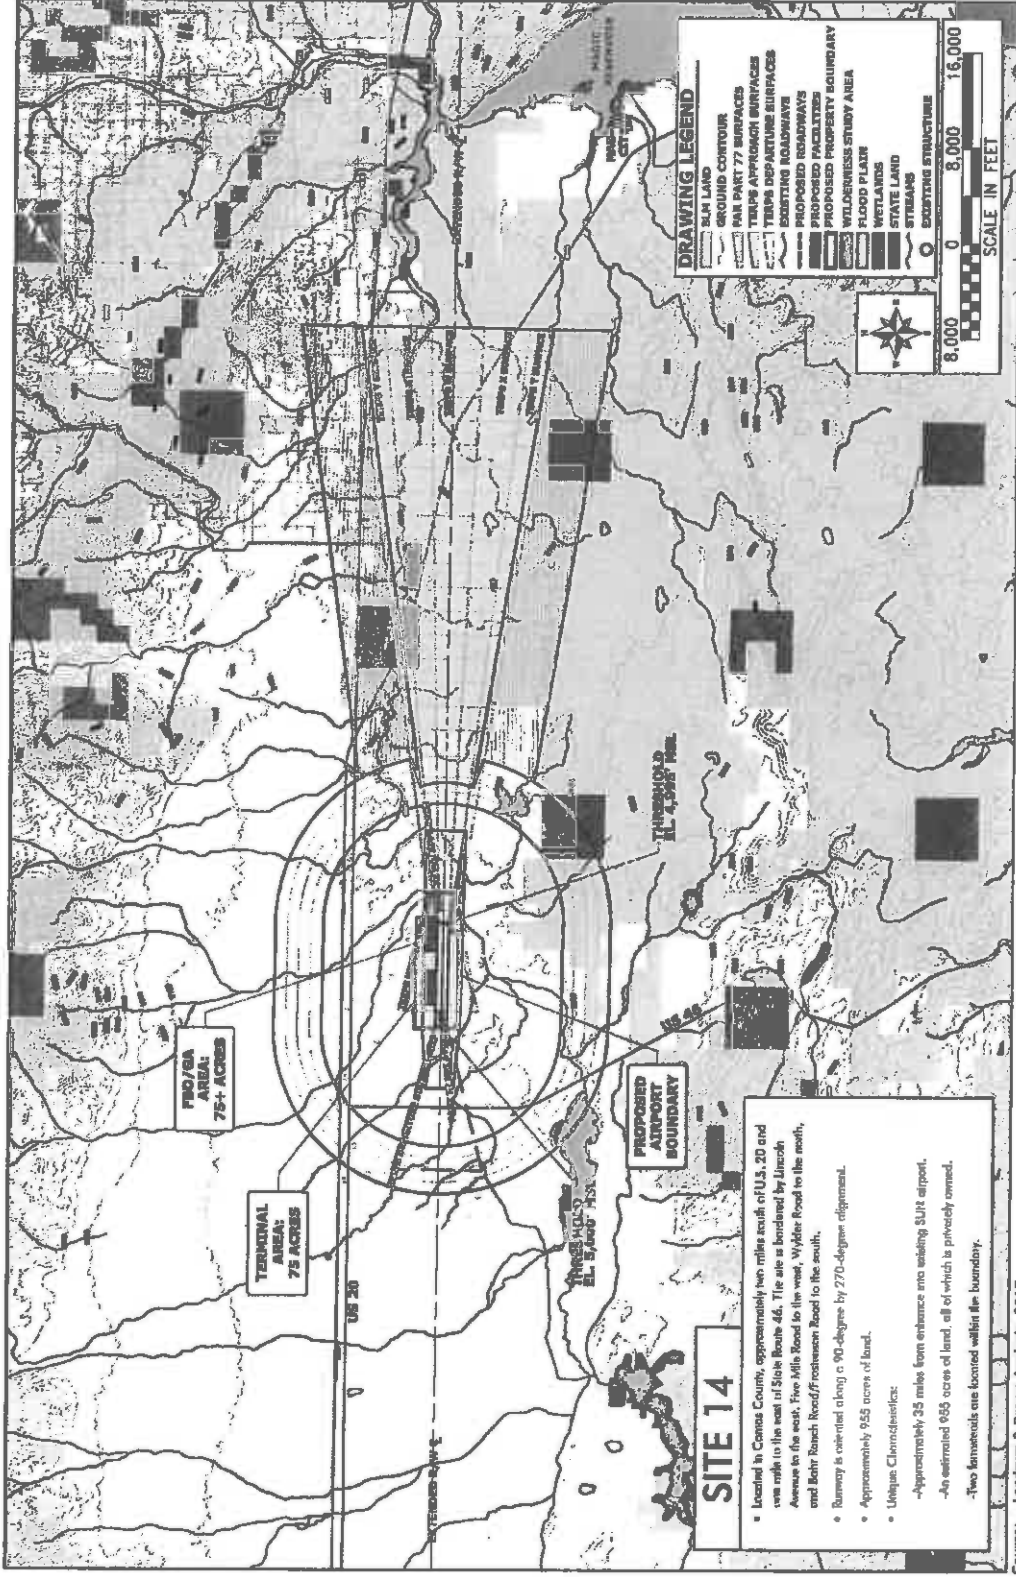 SITE 14
• Located in Camas County, approximately two miles south of U.S. 20 and
one mile to the east of State Route 46. The site is bordered by Lincoln
Avenue to the east, Five Mile Road to the west, Wylder Road to the north,
and Bahr Ranch Road/Frostenson Road to the south.
• Runway is oriented along a 90-degree by 270-degree alignment.
• Approximately 955 acres of land.
• Unique Characteristics:
-Approximately 35 miles from entrance into existing SUN airport.
-An estimated 955 acres of land, all of which is privately owned.
-Two farmsteads are located within the boundary.
TERMINAL
AREA:
75 ACRES
FBO/GA
AREA:
75+ ACRES
PROPOSED
AIRPORT
BOUNDARY
THRESHOLD
EL. 5,000' MSL
THRESHOLD
EL. 4,995' MSL
US 20
US 46
MAGIC
RESERVOIR
CITY
DRAWING LEGEND
BLM LAND
GROUND CONTOUR
FAR PART 77 SURFACES
TERPS APPROACH SURFACES
TERPS DEPARTURE SURFACES
EXISTING ROADWAYS
PROPOSED ROADWAYS
PROPOSED FACILITIES
PROPOSED PROPERTY BOUNDARY
WILDERNESS STUDY AREA
FLOOD PLAIN
WETLANDS
STATE LAND
STREAMS
EXISTING STRUCTURE
8,000 0 8,000 16,000
SCALE IN FEET